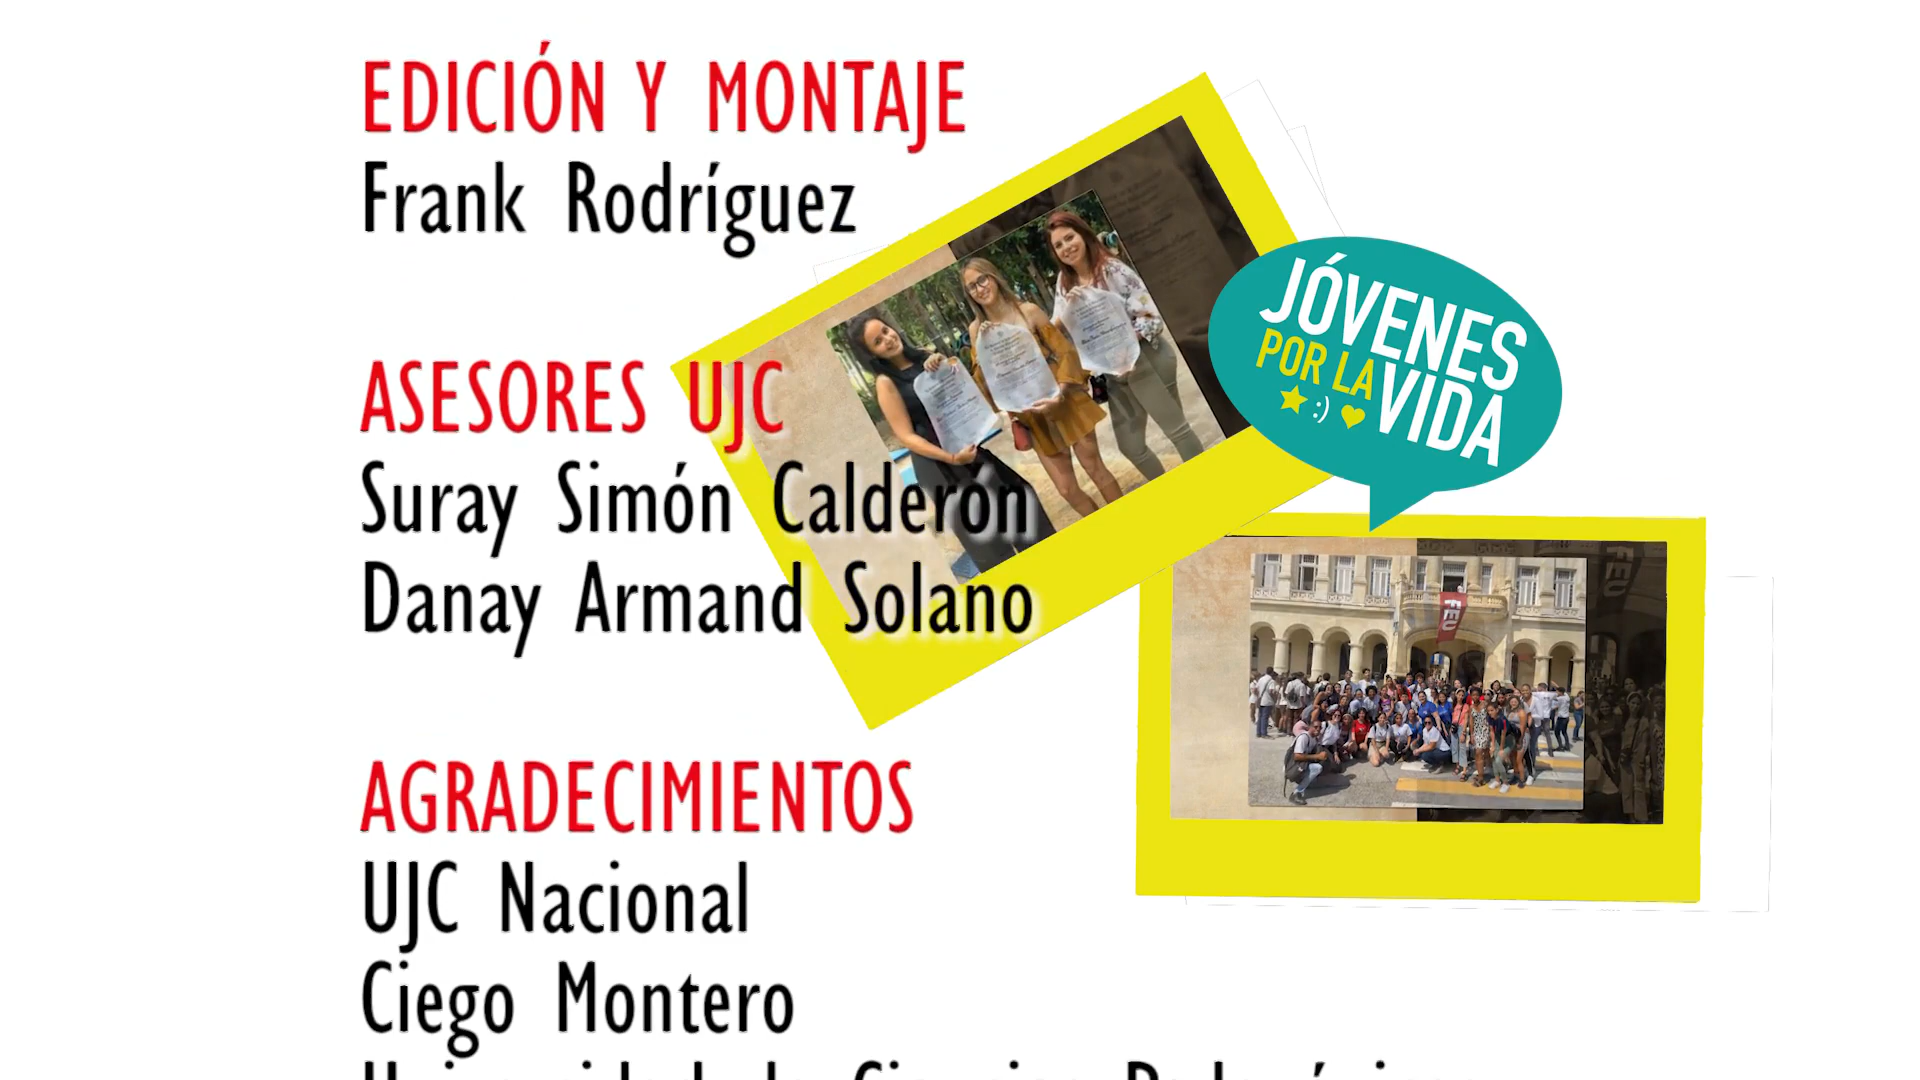 EDICIÓN Y MONTAJE
Frank Rodríguez
ASESORES UJC
Suray Simón Calderón
Danay Armand Solano
AGRADECIMIENTOS
UJC Nacional
Ciego Montero
JÓVENES
POR LA
VIDA
:)
FEU
FEU